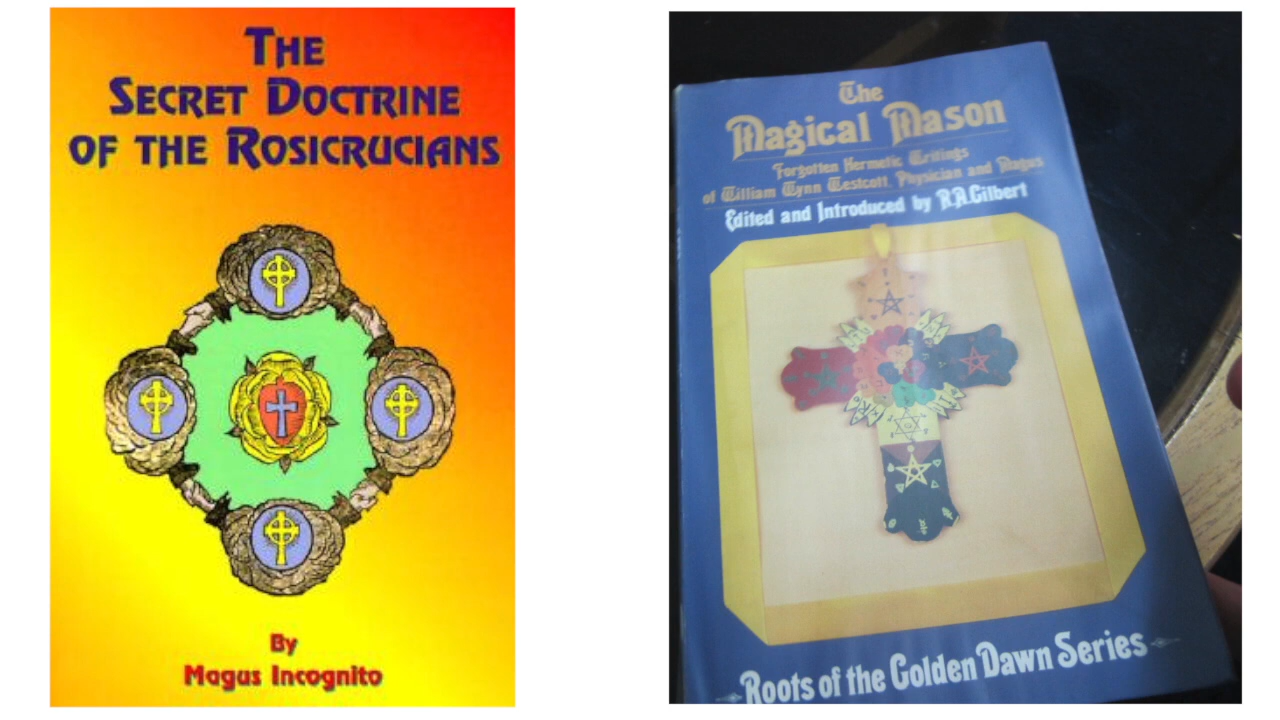 The
Secret Doctrine
of the Rosicrucians
By
Magus Incognito
The
Magical Mason
Forgotten Hermetic Writings
of William Wynn Westcott, Physician and Magus
Edited and Introduced by R.A.Gilbert
Roots of the Golden Dawn Series